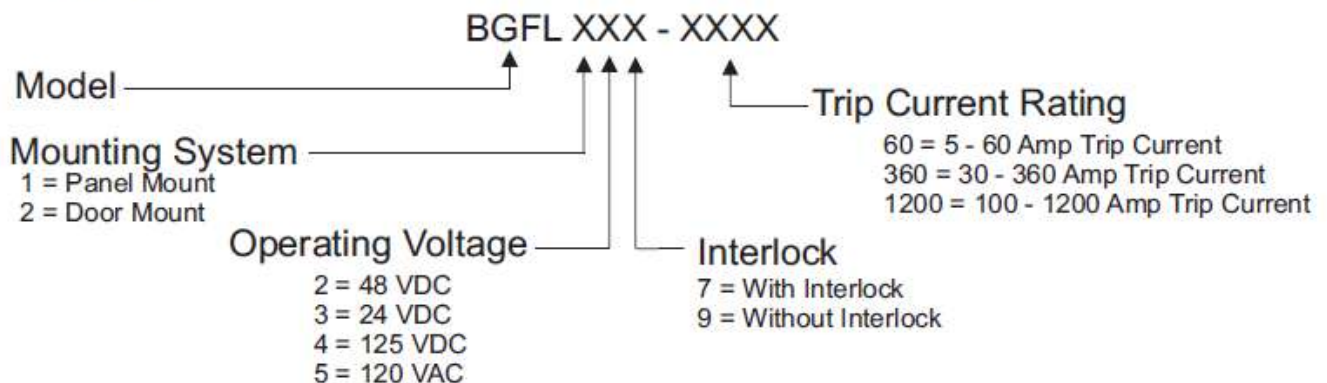 BGFL XXX - XXXX
Model
Mounting System
1 = Panel Mount
2 = Door Mount
Operating Voltage
2 = 48 VDC
3 = 24 VDC
4 = 125 VDC
5 = 120 VAC
Interlock
7 = With Interlock
9 = Without Interlock
Trip Current Rating
60 = 5 - 60 Amp Trip Current
360 = 30 - 360 Amp Trip Current
1200 = 100 - 1200 Amp Trip Current